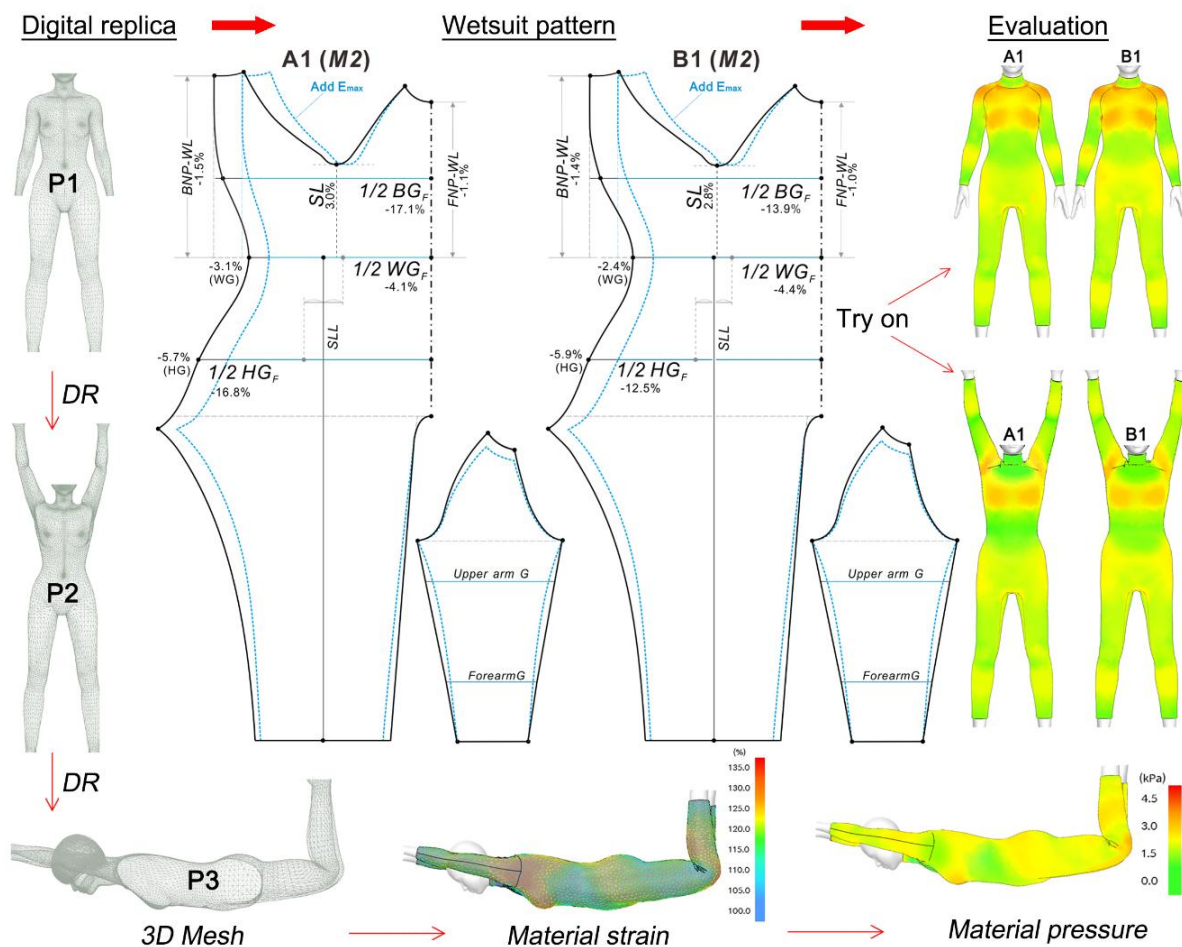 Digital replica
Wetsuit pattern
Evaluation
A1 (M2)
B1 (M2)
A1
B1
P1
Add Emax
BNP-WL
-1.5%
SL
3.0%
1/2 BGF
-17.1%
FNP-WL
-1.1%
-3.1%
(WG)
1/2 WGF
-4.1%
SLL
-5.7%
(HG)
1/2 HGF
-16.8%
Add Emax
BNP-WL
-1.4%
SL
2.8%
1/2 BGF
-13.9%
FNP-WL
-1.0%
-2.4%
(WG)
1/2 WGF
-4.4%
SLL
-5.9%
(HG)
1/2 HGF
-12.5%
Try on
DR
A1
B1
P2
Upper arm G
ForearmG
Upper arm G
ForearmG
DR
P3
(%)
135.0
130.0
125.0
120.0
115.0
110.0
105.0
100.0
(kPa)
4.5
3.0
1.5
0.0
3D Mesh
Material strain
Material pressure